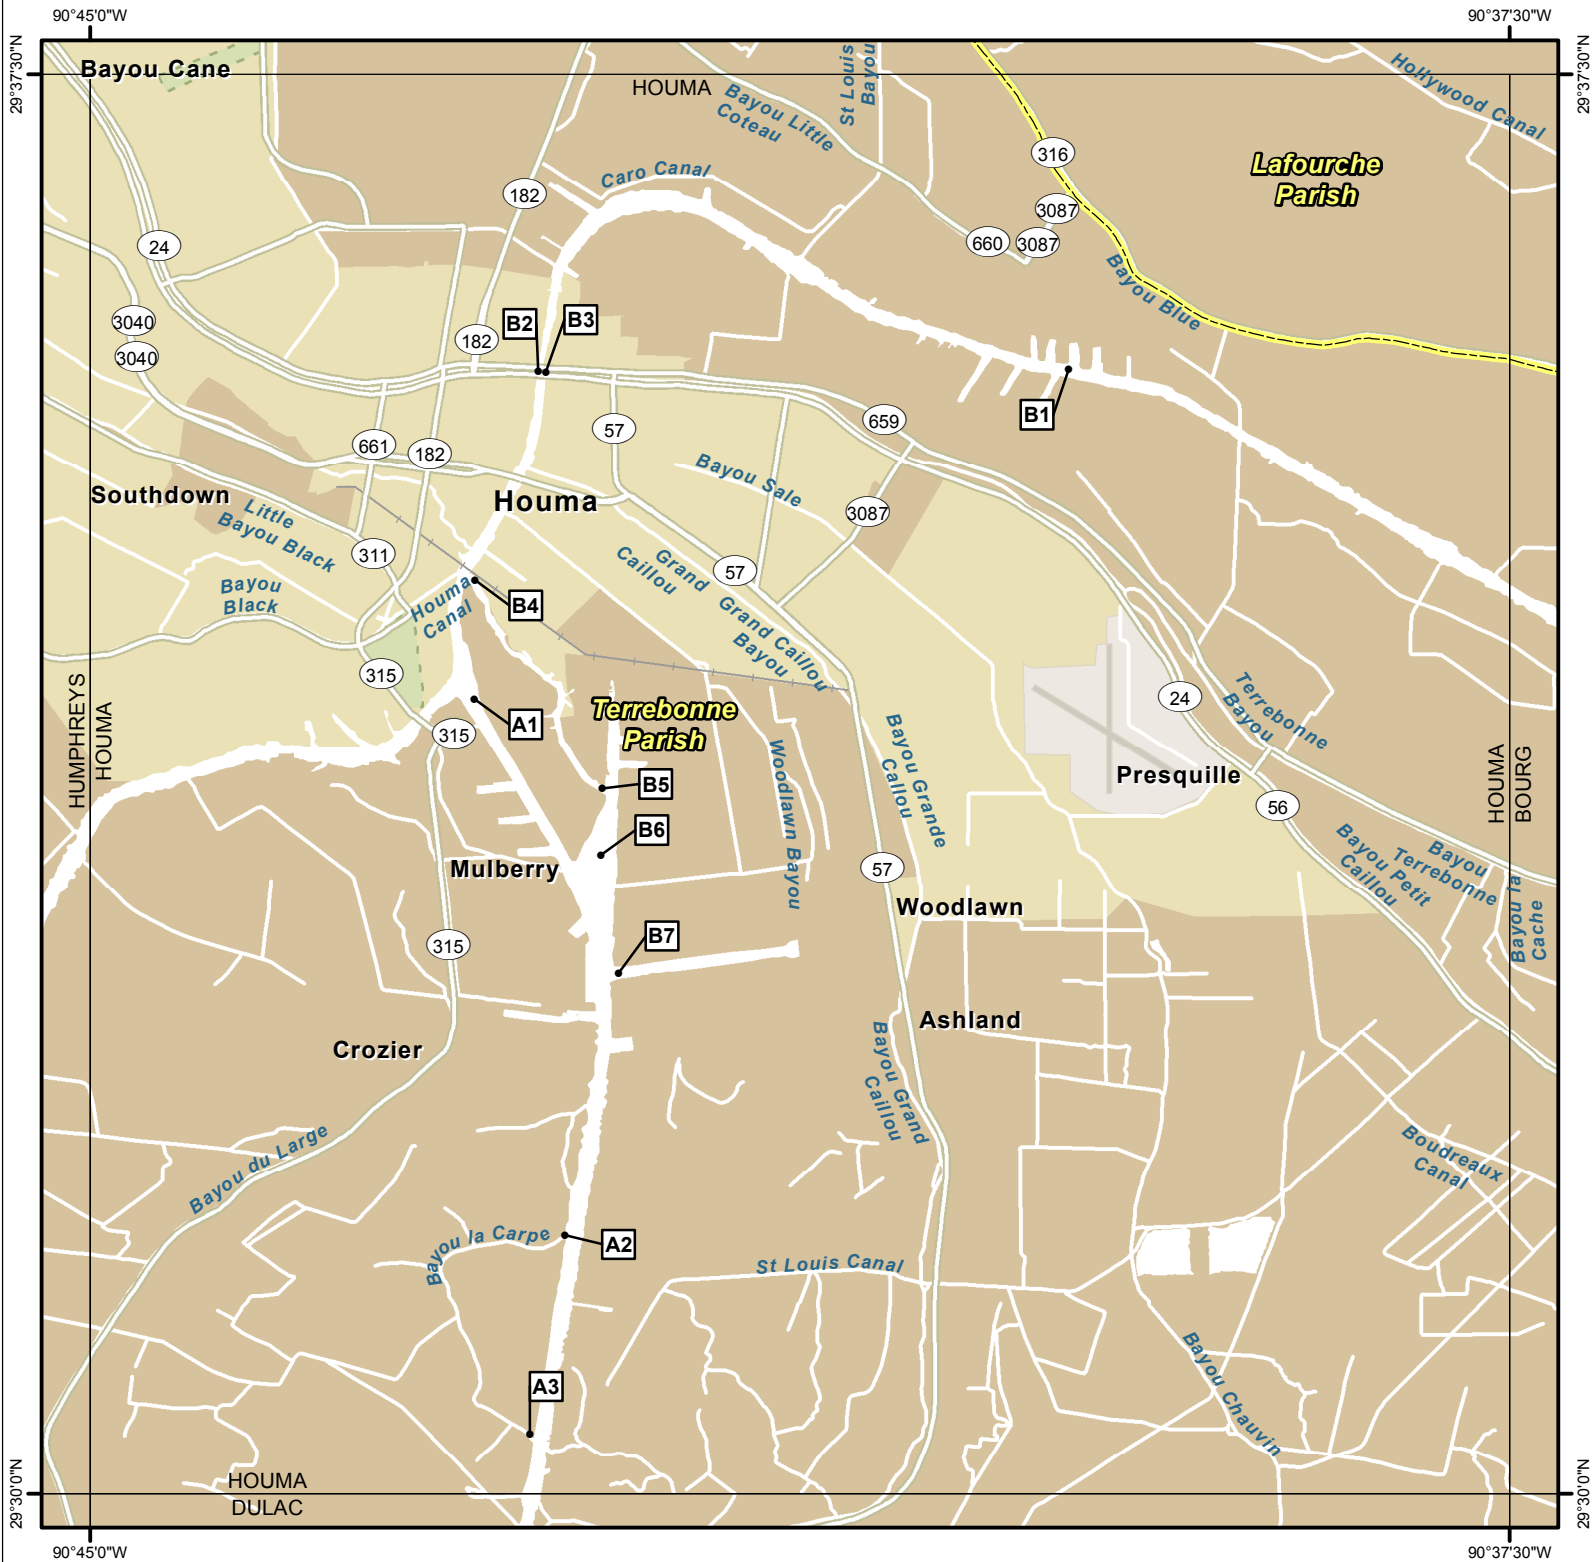 90°45'0"W
90°37'30"W
29°37'30"N
29°37'30"N
Bayou Cane
HOUMA
Bayou Little
Coteau
St Louis
Bayou
Hollywood Canal
316
Lafourche
Parish
Caro Canal
182
3087
660
3087
24
Bayou Blue
3040
3040
B2
B3
182
B1
659
57
661
182
Bayou Sale
Southdown
Houma
Little
Bayou Black
3087
311
Grand
Caillou
57
Grand Caillou
Bayou
Bayou
Black
Houma
Canal
B4
315
HUMPHREYS
HOUMA
A1
315
Terrebonne
Parish
24
Terrebonne
Bayou
Bayou Grande
Caillou
Woodlawn Bayou
B5
Presquille
HOUMA
BOURG
56
B6
Mulberry
57
Bayou
Terrebonne
Bayou Petit
Caillou
Bayou la
Cache
Woodlawn
B7
315
Ashland
Crozier
Bayou Grand
Caillou
Bayou du Large
Boudreaux
Canal
Bayou la Carpe
A2
St Louis Canal
Bayou Chauvin
A3
HOUMA
DULAC
29°30'0"N
29°30'0"N
90°45'0"W
90°37'30"W